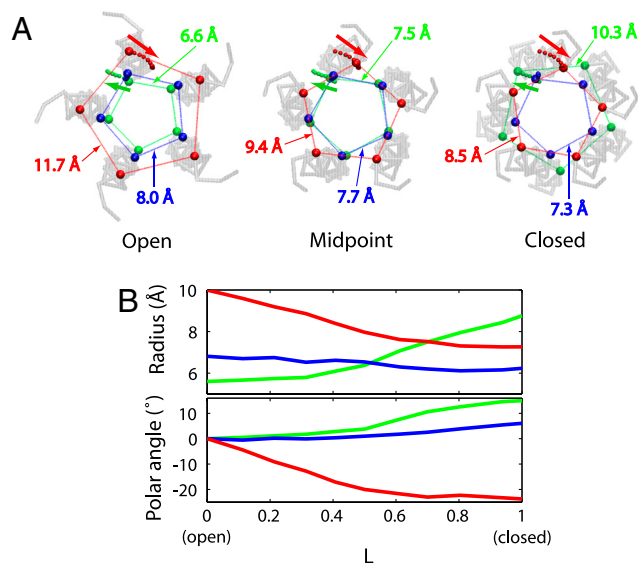 A
6.6 Å
11.7 Å
8.0 Å
Open
7.5 Å
9.4 Å
7.7 Å
Midpoint
10.3 Å
8.5 Å
7.3 Å
Closed
B
Radius (Å)
10
8
6
Polar angle (°)
10
0
-10
-20
0 0.2 0.4 0.6 0.8 1
(open) (closed)
L